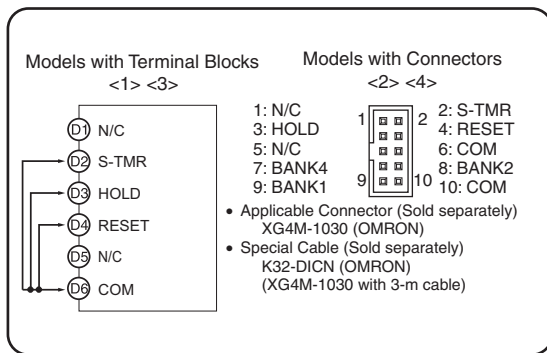 Models with Terminal Blocks
<1> <3>
D1 N/C
D2 S-TMR
D3 HOLD
D4 RESET
D5 N/C
D6 COM
Models with Connectors
<2> <4>
1: N/C
3: HOLD
5: N/C
7: BANK4
9: BANK1
1 2
9 10
2: S-TMR
4: RESET
6: COM
8: BANK2
10: COM
• Applicable Connector (Sold separately)
XG4M-1030 (OMRON)
• Special Cable (Sold separately)
K32-DICN (OMRON)
(XG4M-1030 with 3-m cable)